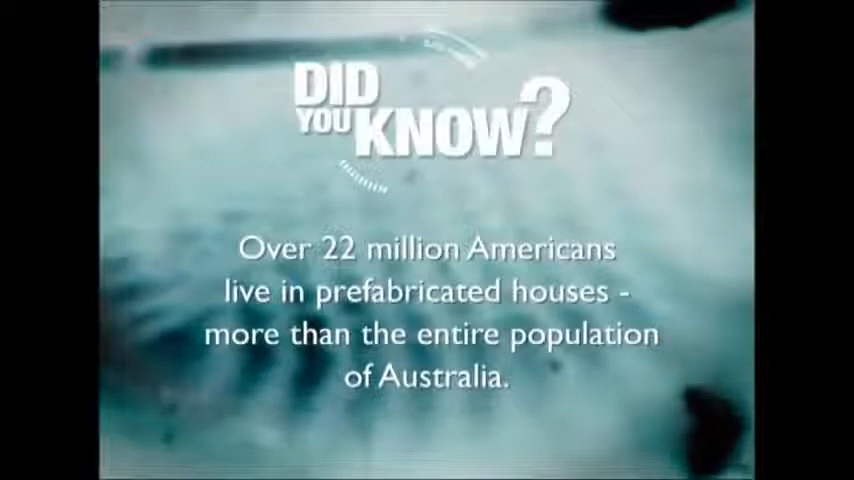 DID
YOU KNOW?
Over 22 million Americans
live in prefabricated houses -
more than the entire population
of Australia.